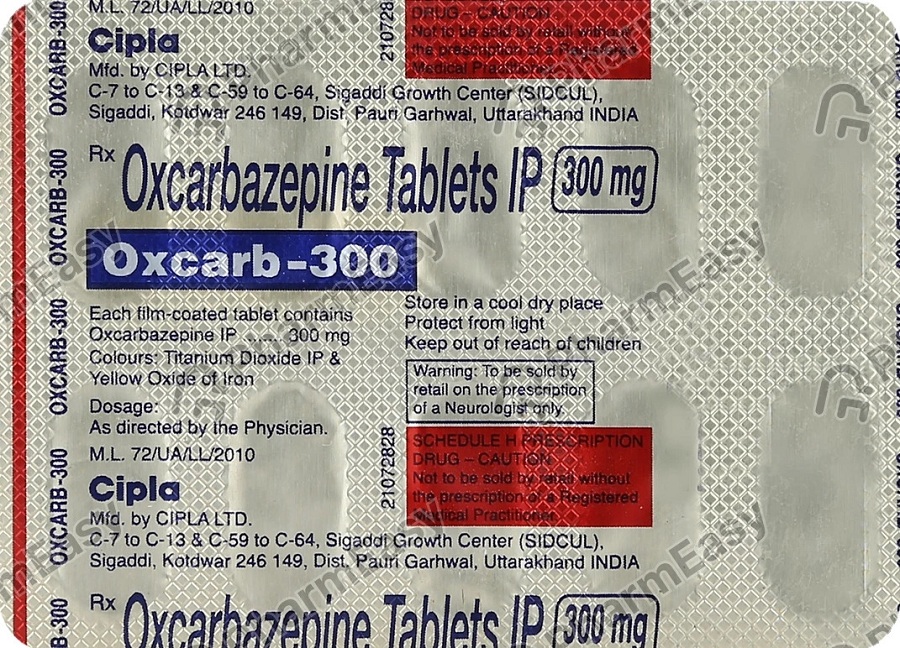 M.L. 72/UA/LL/2010
Cipla
Mfd. by CIPLA LTD.
C-7 to C-13 & C-59 to C-64, Sigaddi Growth Center (SIDCUL),
Sigaddi, Kotdwar 246 149, Dist. Pauri Garhwal, Uttarakhand INDIA
21072828
DRUG – CAUTION
Not to be sold by retail without
the prescription of a Registered
Medical Practitioner.
Rx Oxcarbazepine Tablets IP 300 mg
Oxcarb-300
Each film-coated tablet contains
Oxcarbazepine IP ....... 300 mg
Colours: Titanium Dioxide IP &
Yellow Oxide of Iron
Dosage:
As directed by the Physician.
Store in a cool dry place
Protect from light
Keep out of reach of children
Warning: To be sold by
retail on the prescription
of a Neurologist only.
M.L. 72/UA/LL/2010
Cipla
Mfd. by CIPLA LTD.
C-7 to C-13 & C-59 to C-64, Sigaddi Growth Center (SIDCUL),
Sigaddi, Kotdwar 246 149, Dist. Pauri Garhwal, Uttarakhand INDIA
21072828
SCHEDULE H PRESCRIPTION
DRUG – CAUTION
Not to be sold by retail without
the prescription of a Registered
Medical Practitioner.
Rx Oxcarbazepine Tablets IP 300 mg
OXCARB-300
OXCARB-300
OXCARB-300
OXCARB-300
PharmEasy
PharmEasy
PharmEasy
PharmEasy